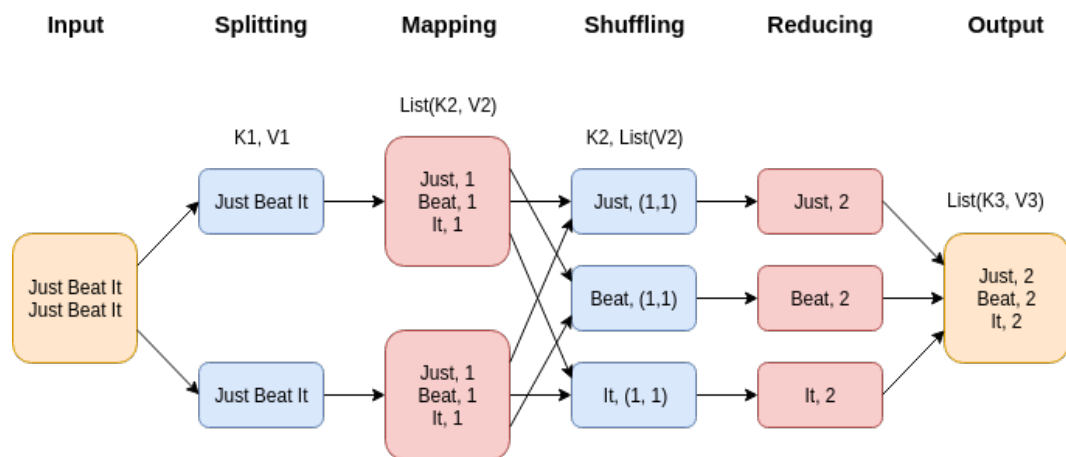 Input
Splitting
Mapping
Shuffling
Reducing
Output
List(K2, V2)
K1, V1
K2, List(V2)
List(K3, V3)
Just Beat It
Just Beat It
Just Beat It
Just Beat It
Just, 1
Beat, 1
It, 1
Just, 1
Beat, 1
It, 1
Just, (1,1)
Beat, (1,1)
It, (1, 1)
Just, 2
Beat, 2
It, 2
Just, 2
Beat, 2
It, 2